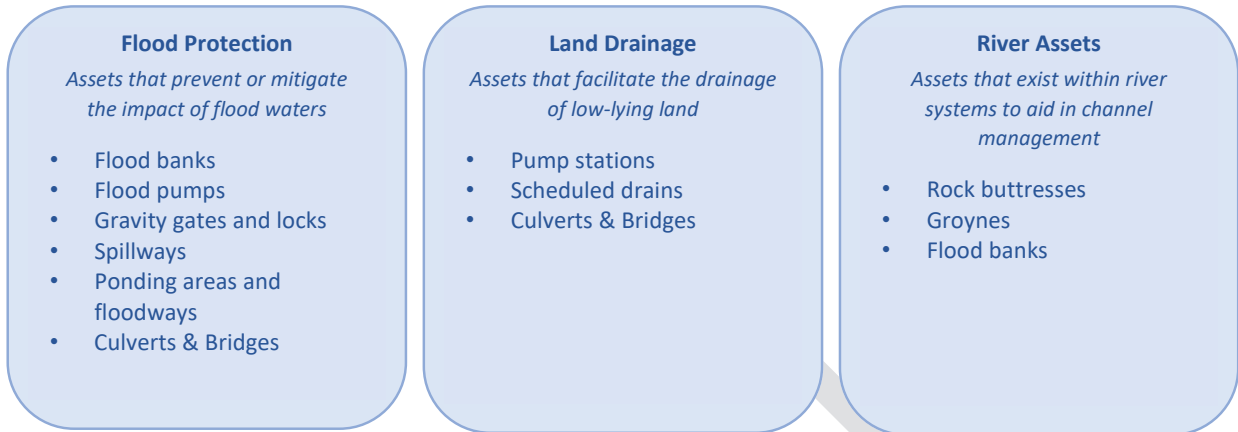 Flood Protection
Assets that prevent or mitigate
the impact of flood waters
• Flood banks
• Flood pumps
• Gravity gates and locks
• Spillways
• Ponding areas and
floodways
• Culverts & Bridges
Land Drainage
Assets that facilitate the drainage
of low-lying land
• Pump stations
• Scheduled drains
• Culverts & Bridges
River Assets
Assets that exist within river
systems to aid in channel
management
• Rock buttresses
• Groynes
• Flood banks